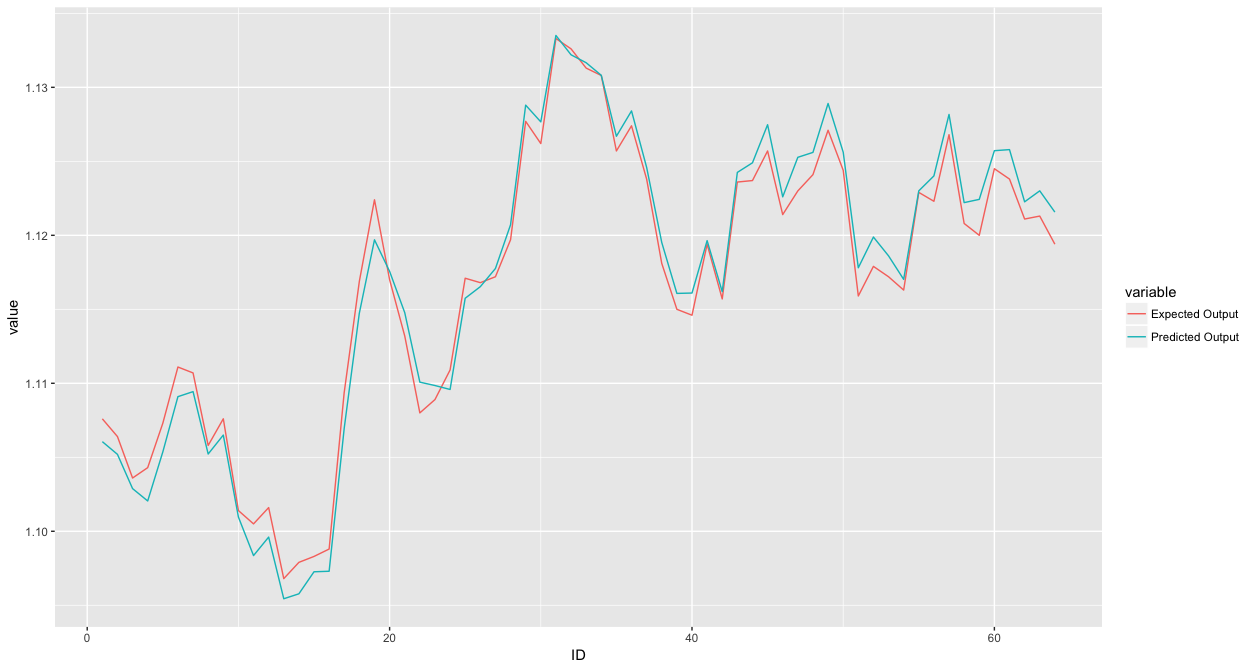 1.13
1.12
1.11
1.10
value
0
20
40
60
ID
variable
Expected Output
Predicted Output